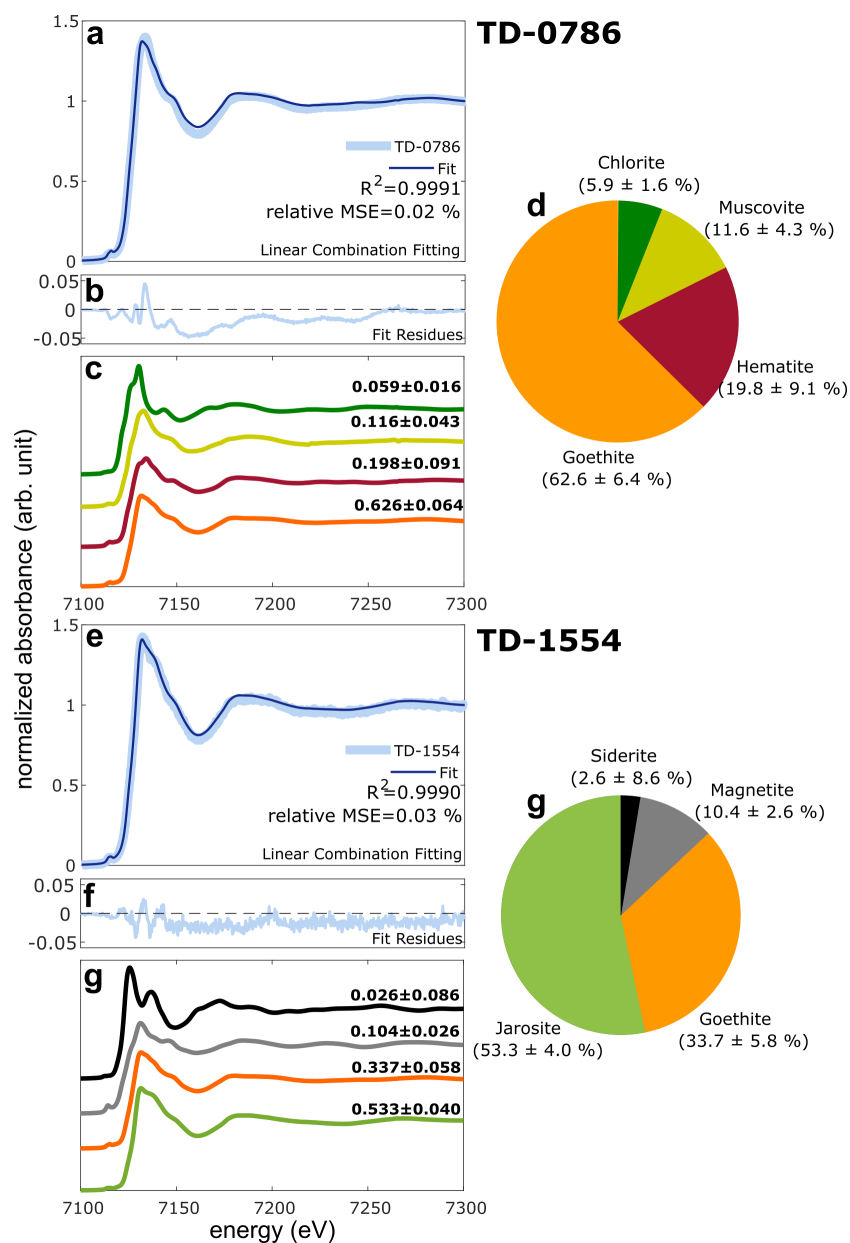 a
TD-0786
1.5
1
0.5
0
TD-0786
Fit
R²=0.9991
relative MSE=0.02 %
Linear Combination Fitting
b
0.05
0
-0.05
Fit Residues
c
0.059±0.016
0.116±0.043
0.198±0.091
0.626±0.064
7100 7150 7200 7250 7300
d
Chlorite
(5.9 ± 1.6 %)
Muscovite
(11.6 ± 4.3 %)
Hematite
(19.8 ± 9.1 %)
Goethite
(62.6 ± 6.4 %)
normalized absorbance (arb. unit)
e
TD-1554
1.5
1
0.5
0
TD-1554
Fit
R²=0.9990
relative MSE=0.03 %
Linear Combination Fitting
f
0.05
0
-0.05
Fit Residues
g
0.026±0.086
0.104±0.026
0.337±0.058
0.533±0.040
7100 7150 7200 7250 7300
energy (eV)
g
Siderite
(2.6 ± 8.6 %)
Magnetite
(10.4 ± 2.6 %)
Goethite
(33.7 ± 5.8 %)
Jarosite
(53.3 ± 4.0 %)